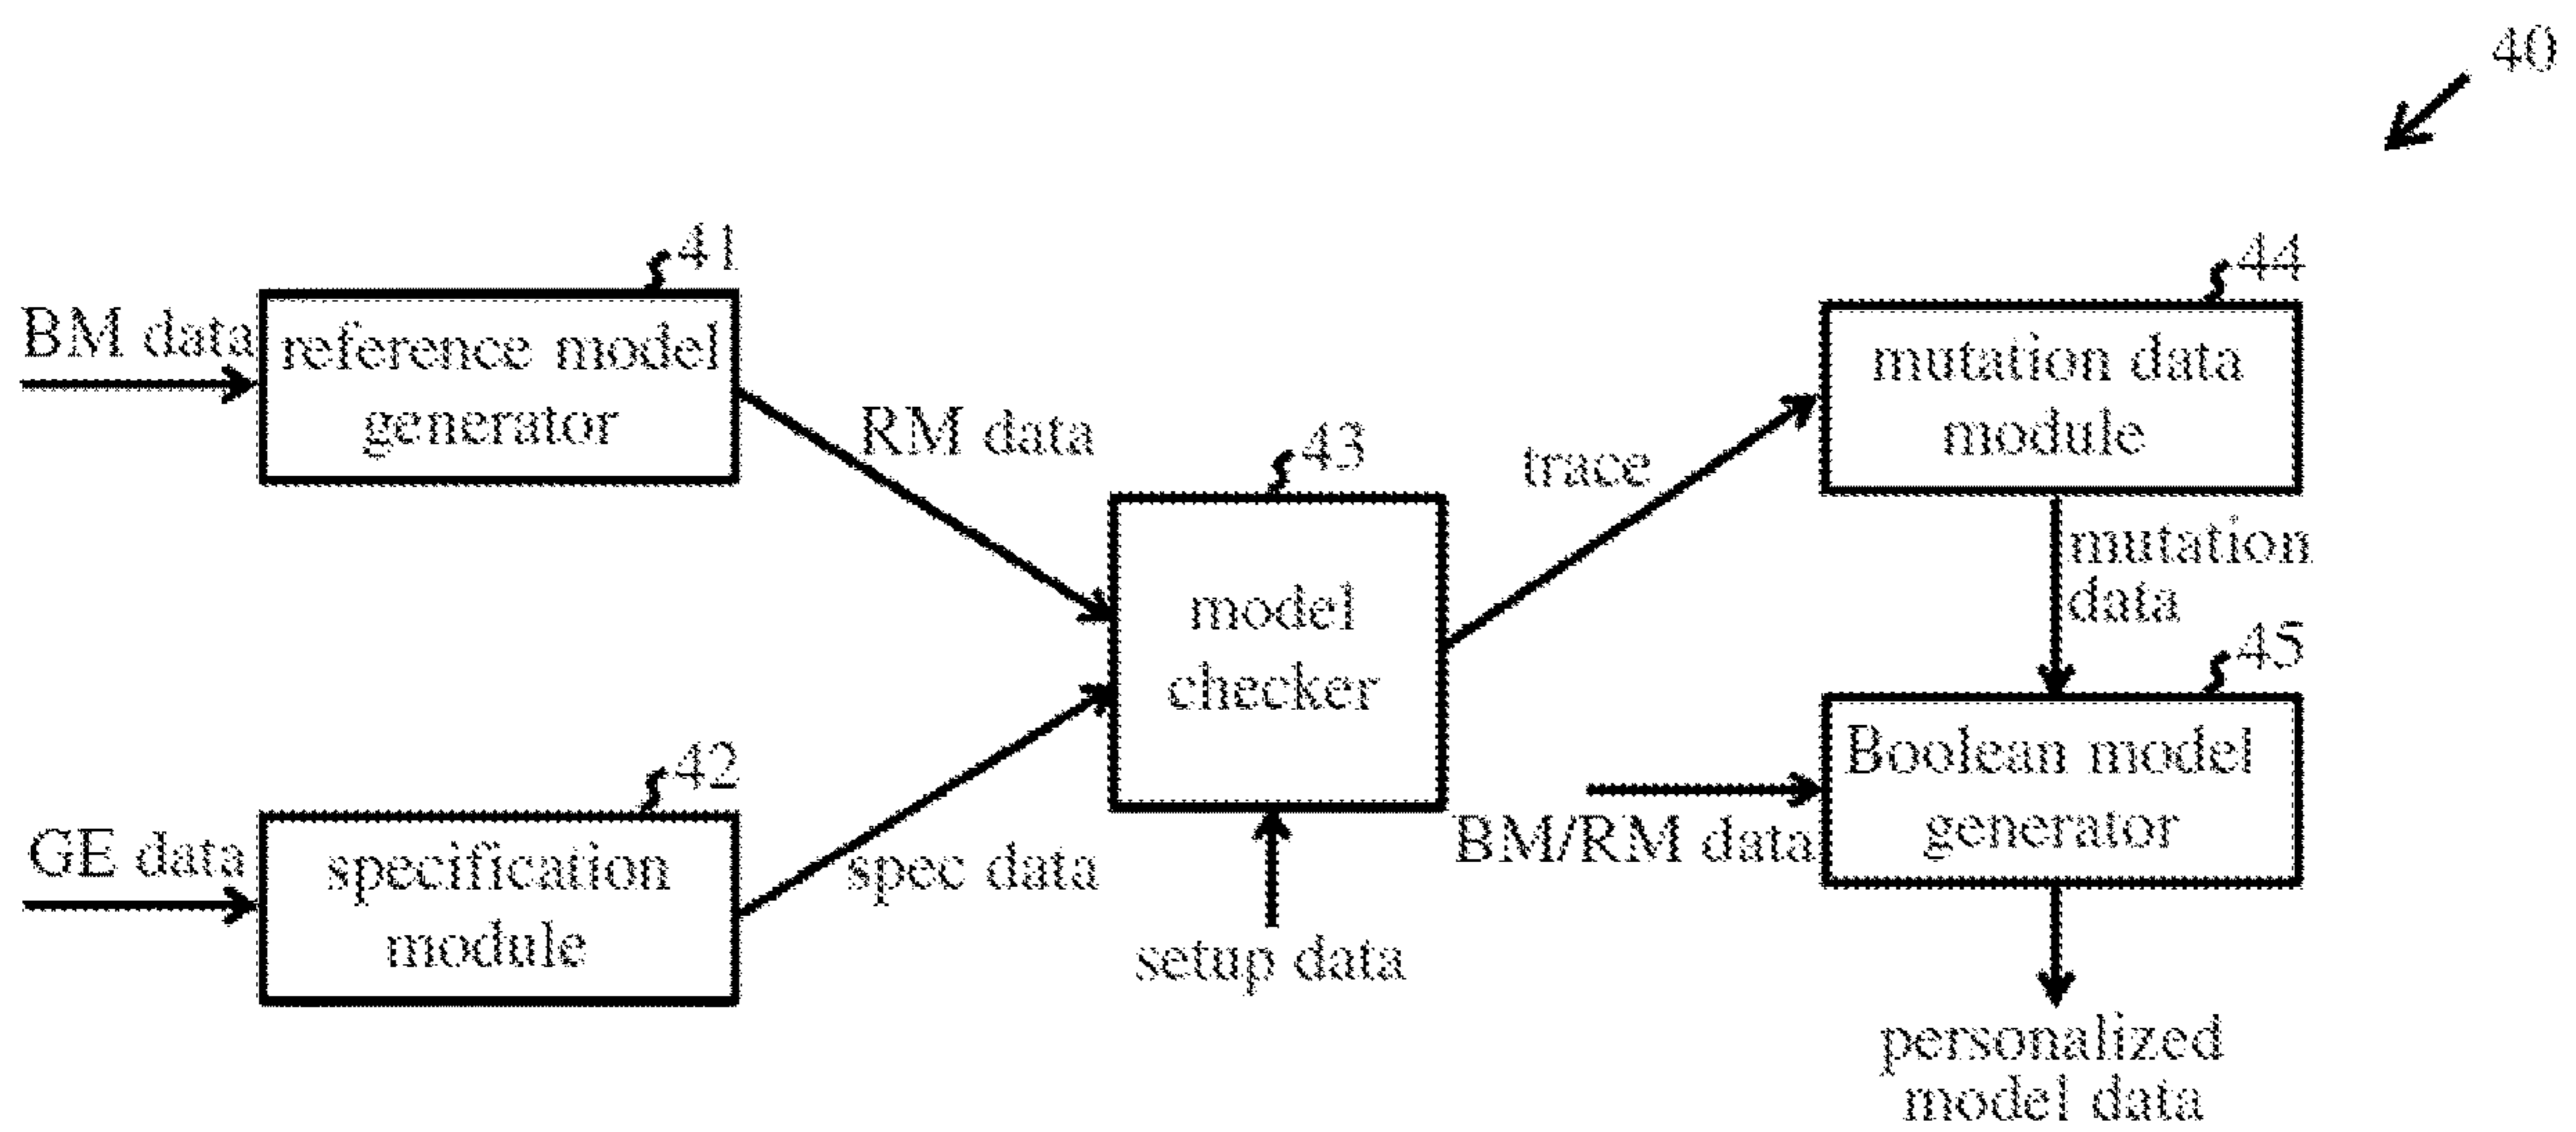 40
41
BM data
reference model
generator
RM data
43
model
checker
42
GE data
specification
module
spec data
setup data
trace
44
mutation data
module
mutation
data
45
Boolean model
generator
BM/RM data
personalized
model data